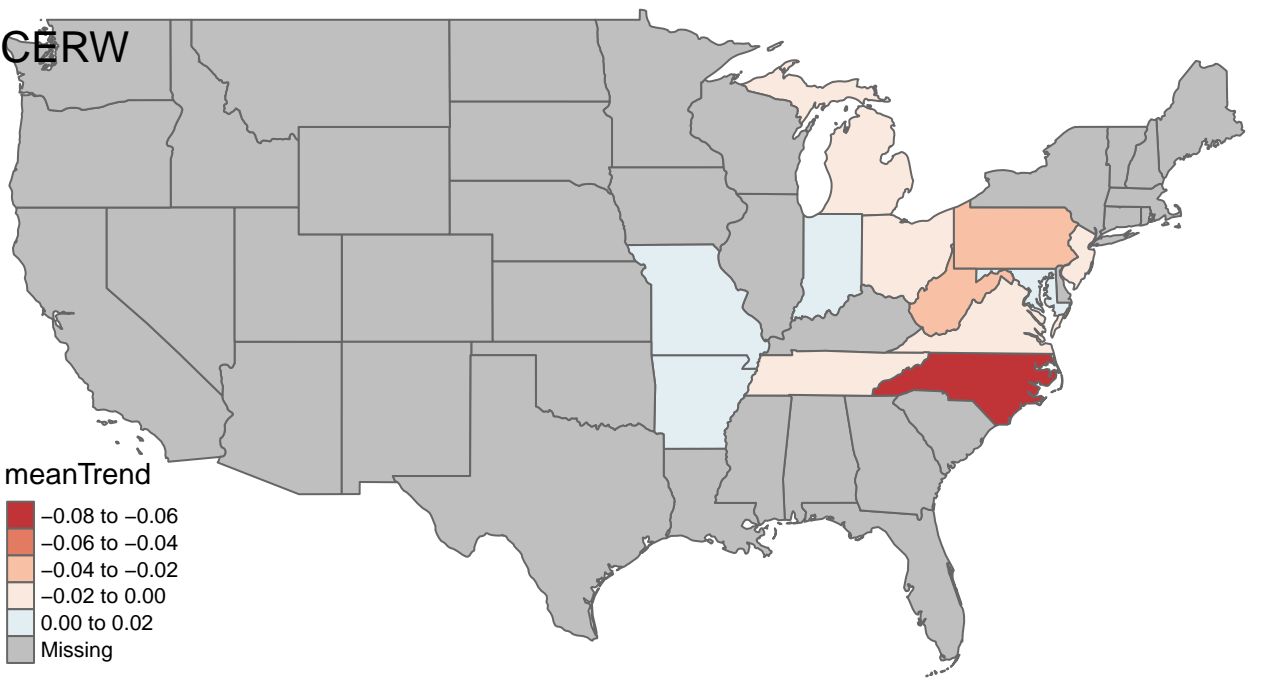 CERW
meanTrend
−0.08 to −0.06
−0.06 to −0.04
−0.04 to −0.02
−0.02 to 0.00
0.00 to 0.02
Missing